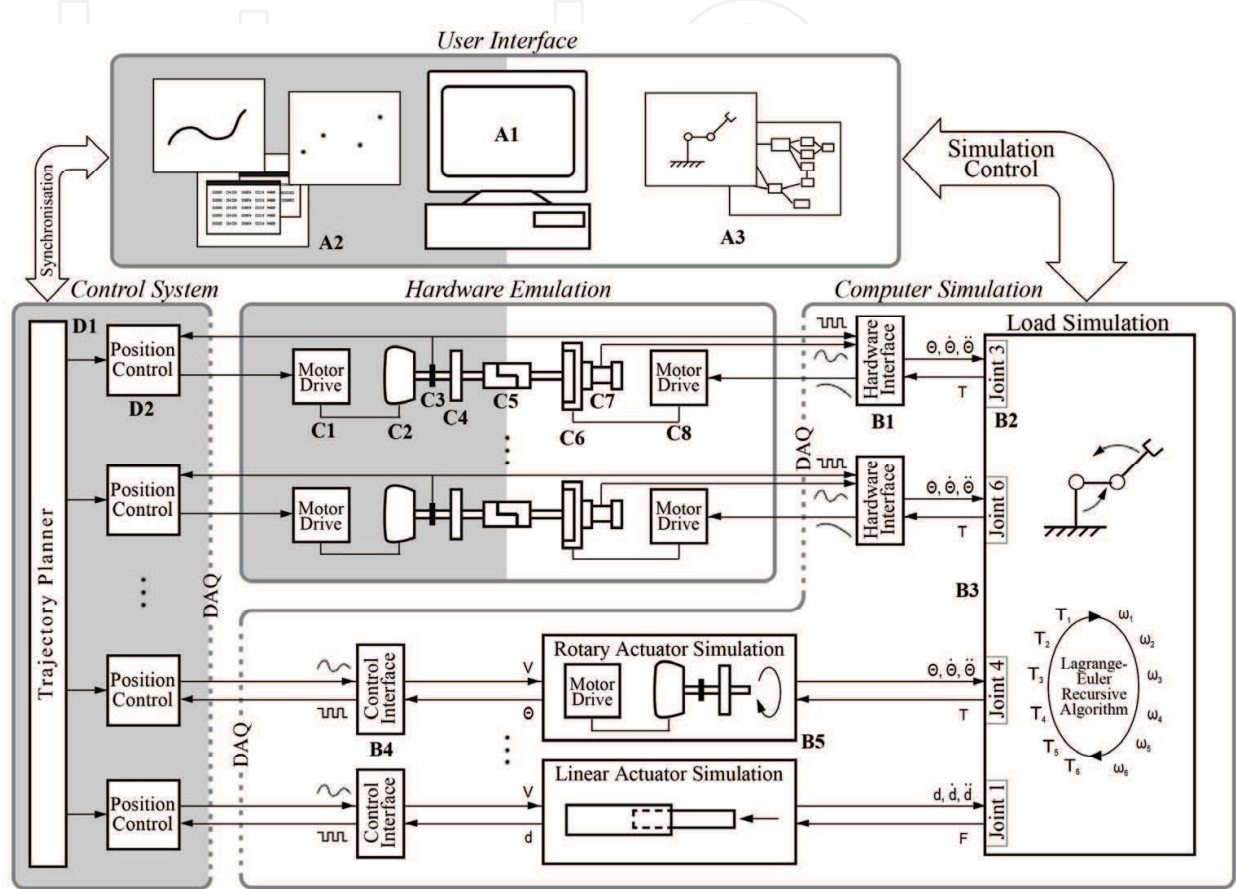 User Interface
A1
A2
A3
Synchronisation
Simulation
Control
Control System
Hardware Emulation
Computer Simulation
D1
Trajectory Planner
Position
Control
D2
Motor
Drive
C1
C2
C3
C4
C5
C6
C7
Motor
Drive
C8
Hardware
Interface
B1
Θ, Θ̇, Θ̈
T
Joint 3
B2
Load Simulation
DAQ
Position
Control
Motor
Drive
Motor
Drive
Hardware
Interface
Θ, Θ̇, Θ̈
T
Joint 6
B3
DAQ
DAQ
Position
Control
Control
Interface
B4
V
Θ
Rotary Actuator Simulation
Motor
Drive
B5
Θ, Θ̇, Θ̈
T
Joint 4
T1
T2
T3
T4
T5
T6
ω1
ω2
ω3
ω4
ω5
ω6
Lagrange-
Euler
Recursive
Algorithm
Position
Control
Control
Interface
V
d
Linear Actuator Simulation
d, ḋ, d̈
F
Joint 1